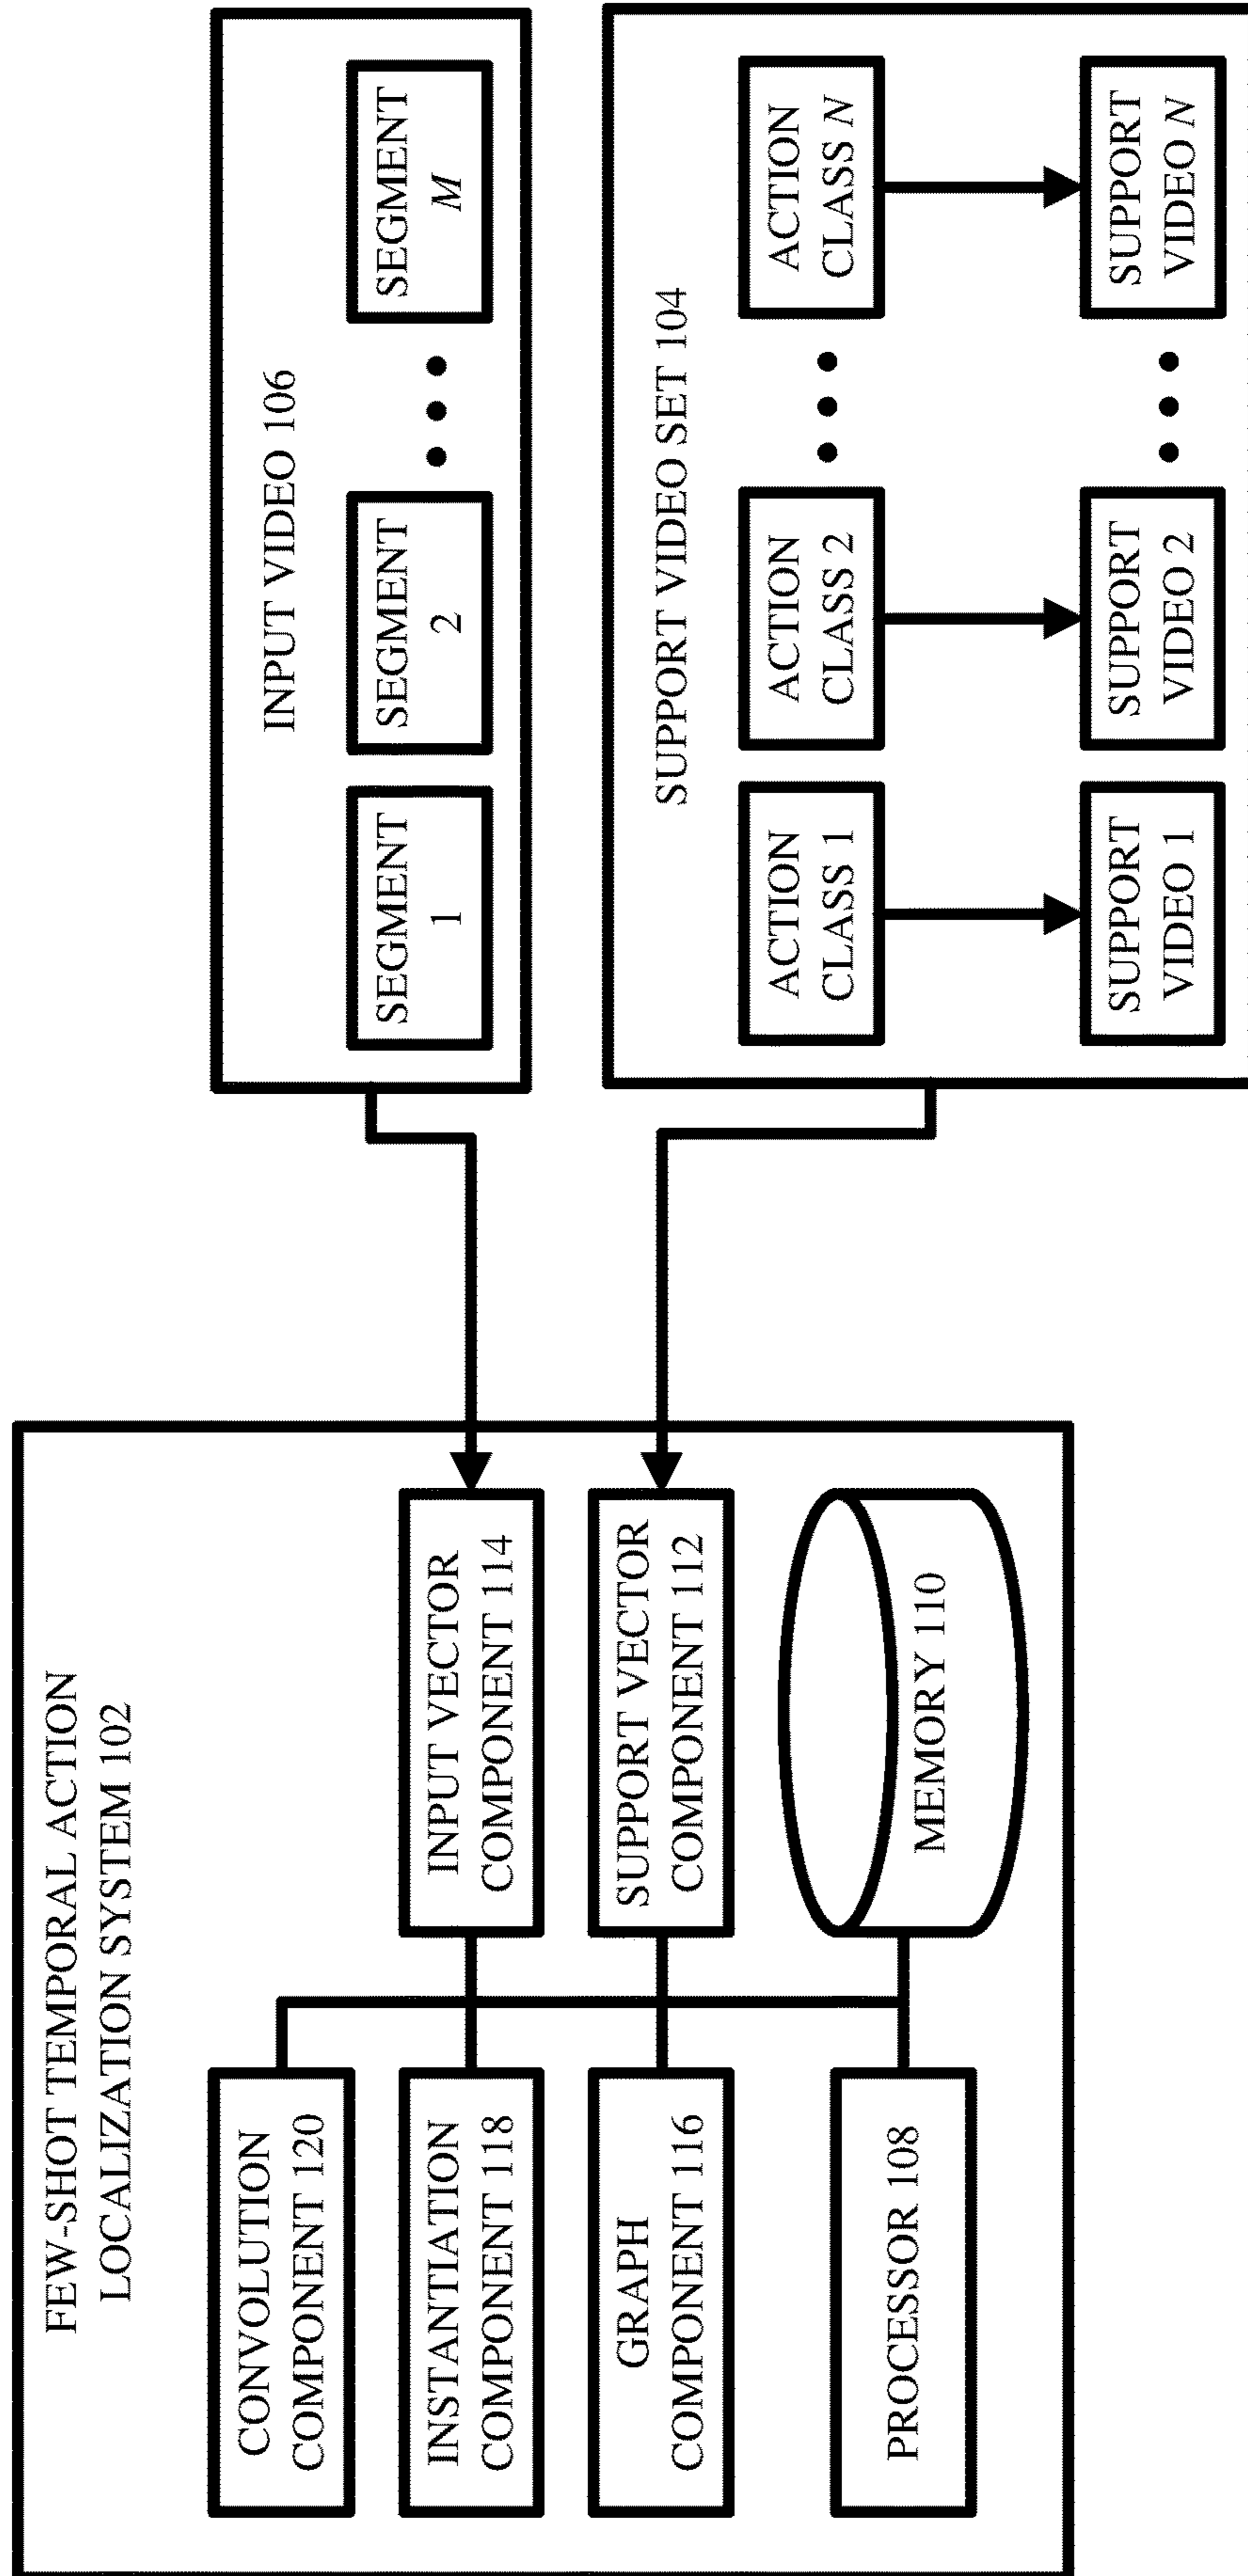 FEW-SHOT TEMPORAL ACTION
LOCALIZATION SYSTEM 102
CONVOLUTION
COMPONENT 120
INSTANTIATION
COMPONENT 118
INPUT VECTOR
COMPONENT 114
GRAPH
COMPONENT 116
SUPPORT VECTOR
COMPONENT 112
PROCESSOR 108
MEMORY 110
INPUT VIDEO 106
SEGMENT
1
SEGMENT
2
• • •
SEGMENT
M
SUPPORT VIDEO SET 104
ACTION
CLASS 1
ACTION
CLASS 2
• • •
ACTION
CLASS N
SUPPORT
VIDEO 1
SUPPORT
VIDEO 2
• • •
SUPPORT
VIDEO N